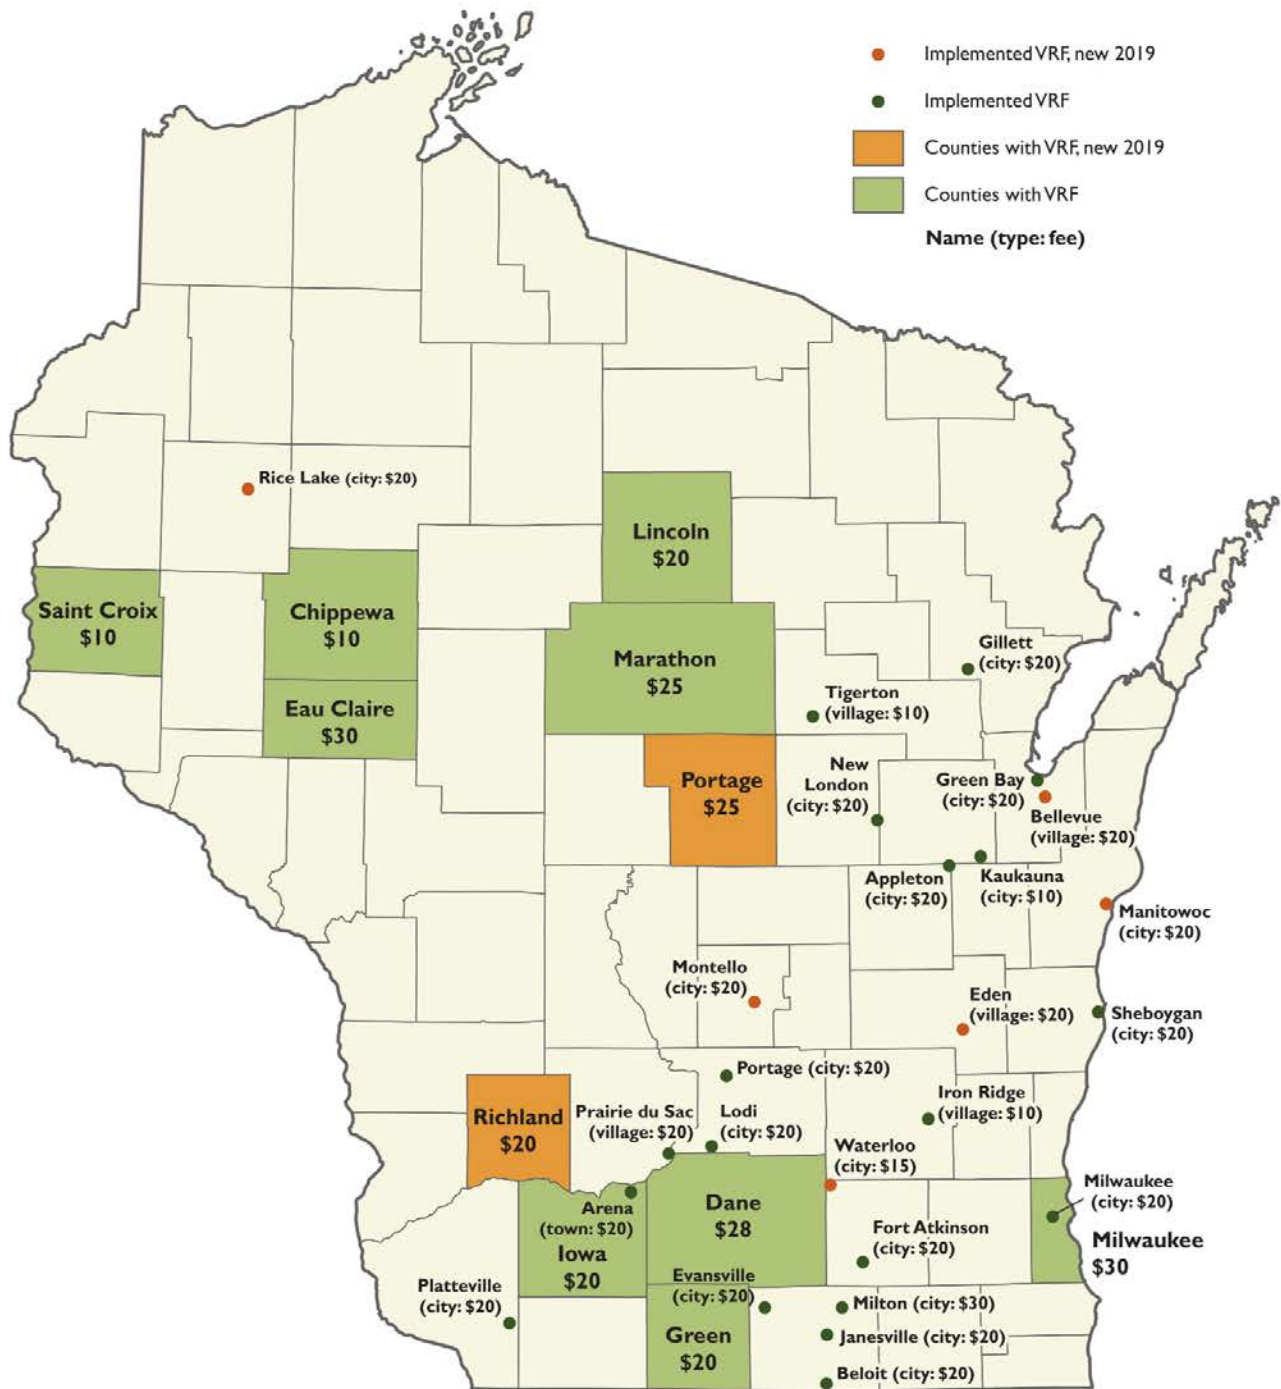 Implemented VRF, new 2019
Implemented VRF
Counties with VRF, new 2019
Counties with VRF
Name (type: fee)
Rice Lake (city: $20)
Lincoln
$20
Saint Croix
$10
Chippewa
$10
Marathon
$25
Gillett
(city: $20)
Eau Claire
$30
Tigerton
(village: $10)
Portage
$25
New
London
(city: $20)
Green Bay
(city: $20)
Bellevue
(village: $20)
Appleton
(city: $20)
Kaukauna
(city: $10)
Manitowoc
(city: $20)
Montello
(city: $20)
Eden
(village: $20)
Sheboygan
(city: $20)
Portage (city: $20)
Richland
$20
Prairie du Sac
(village: $20)
Lodi
(city: $20)
Iron Ridge
(village: $10)
Waterloo
(city: $15)
Arena
(town: $20)
Iowa
$20
Dane
$28
Milwaukee
(city: $20)
Milwaukee
$30
Fort Atkinson
(city: $20)
Platteville
(city: $20)
Evansville
(city: $20)
Milton (city: $30)
Green
$20
Janesville (city: $20)
Beloit (city: $20)